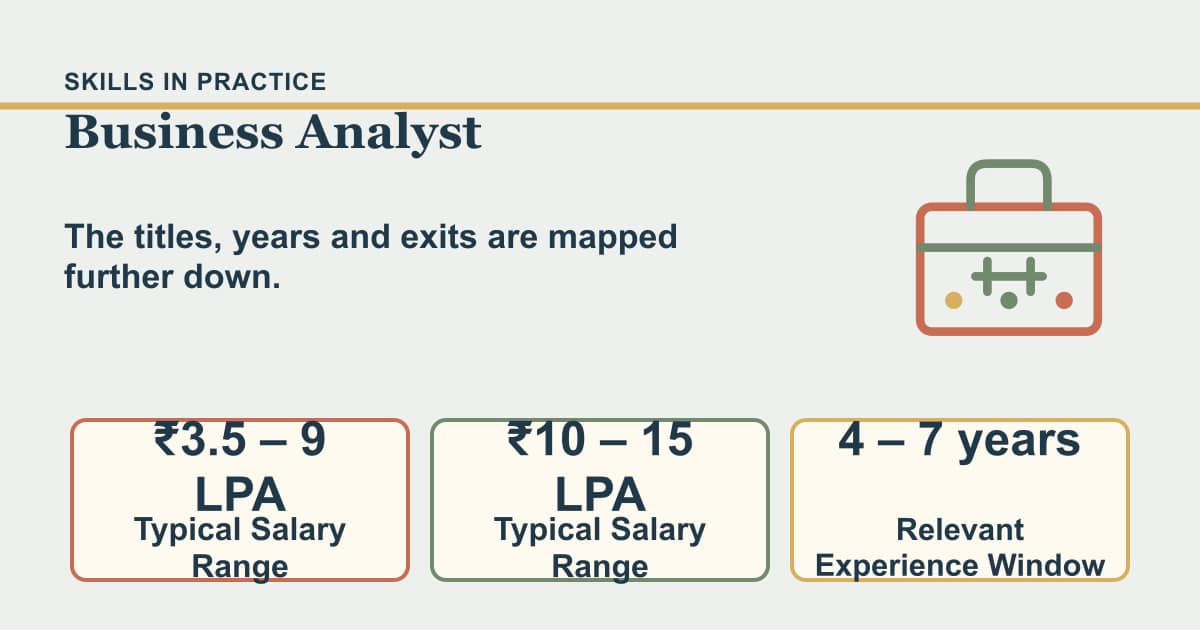 SKILLS IN PRACTICE
Business Analyst
The titles, years and exits are mapped
further down.
₹3.5 – 9
LPA
Typical Salary
Range
₹10 – 15
LPA
Typical Salary
Range
4 – 7 years
Relevant
Experience Window